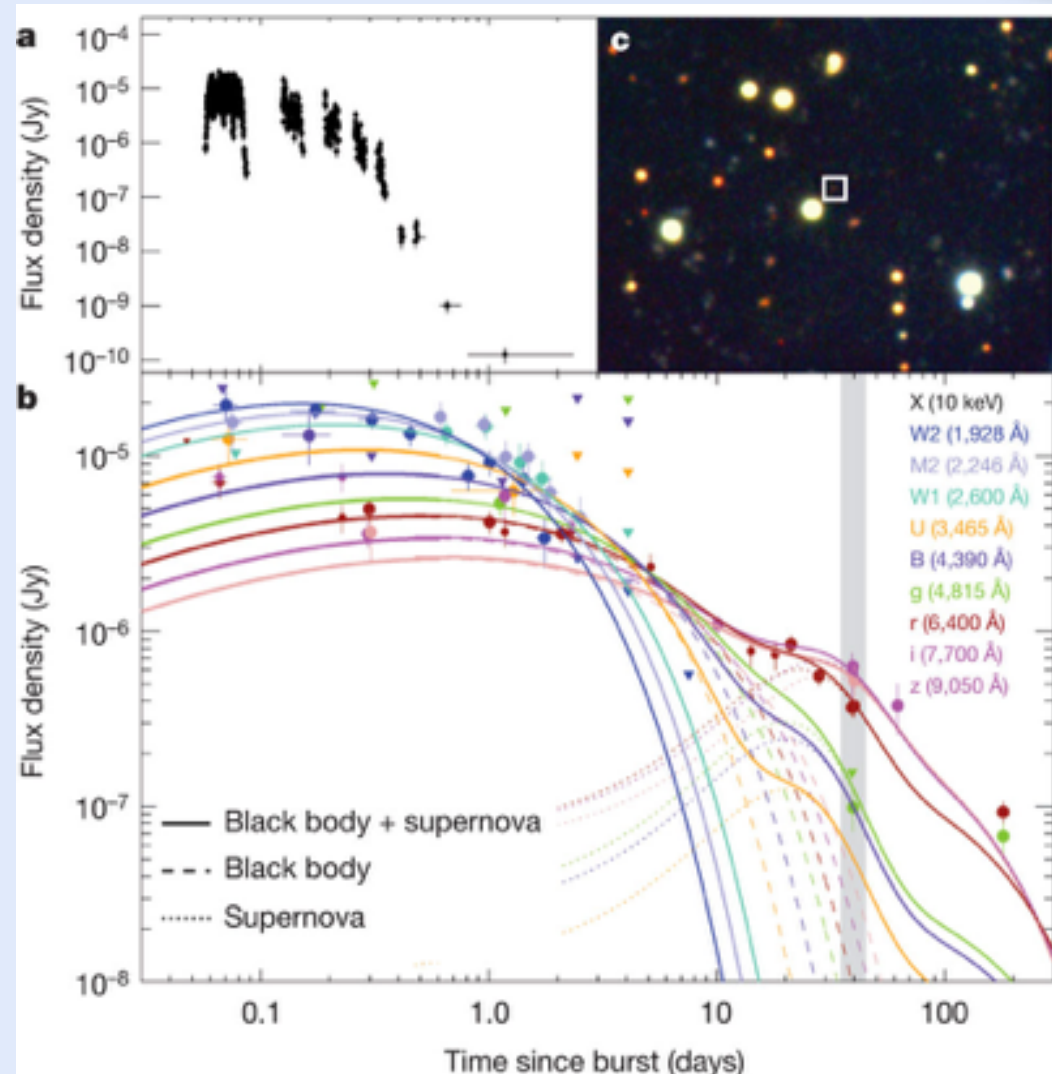 a
10⁻⁴
10⁻⁵
10⁻⁶
10⁻⁷
10⁻⁸
10⁻⁹
10⁻¹⁰
Flux density (Jy)
c
b
10⁻⁵
10⁻⁶
10⁻⁷
10⁻⁸
Flux density (Jy)
X (10 keV)
W2 (1,928 Å)
M2 (2,246 Å)
W1 (2,600 Å)
U (3,465 Å)
B (4,390 Å)
g (4,815 Å)
r (6,400 Å)
i (7,700 Å)
z (9,050 Å)
Black body + supernova
Black body
Supernova
0.1 1.0 10 100
Time since burst (days)